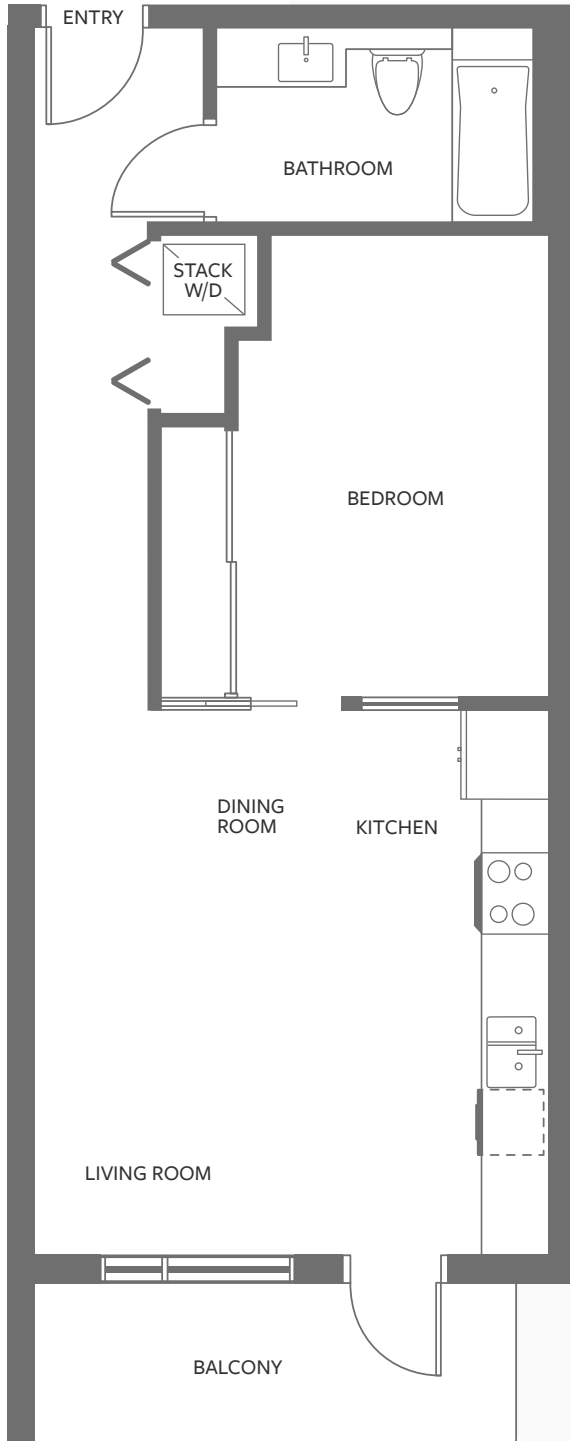 ENTRY
BATHROOM
STACK
W/D
BEDROOM
DINING
ROOM
KITCHEN
LIVING ROOM
BALCONY